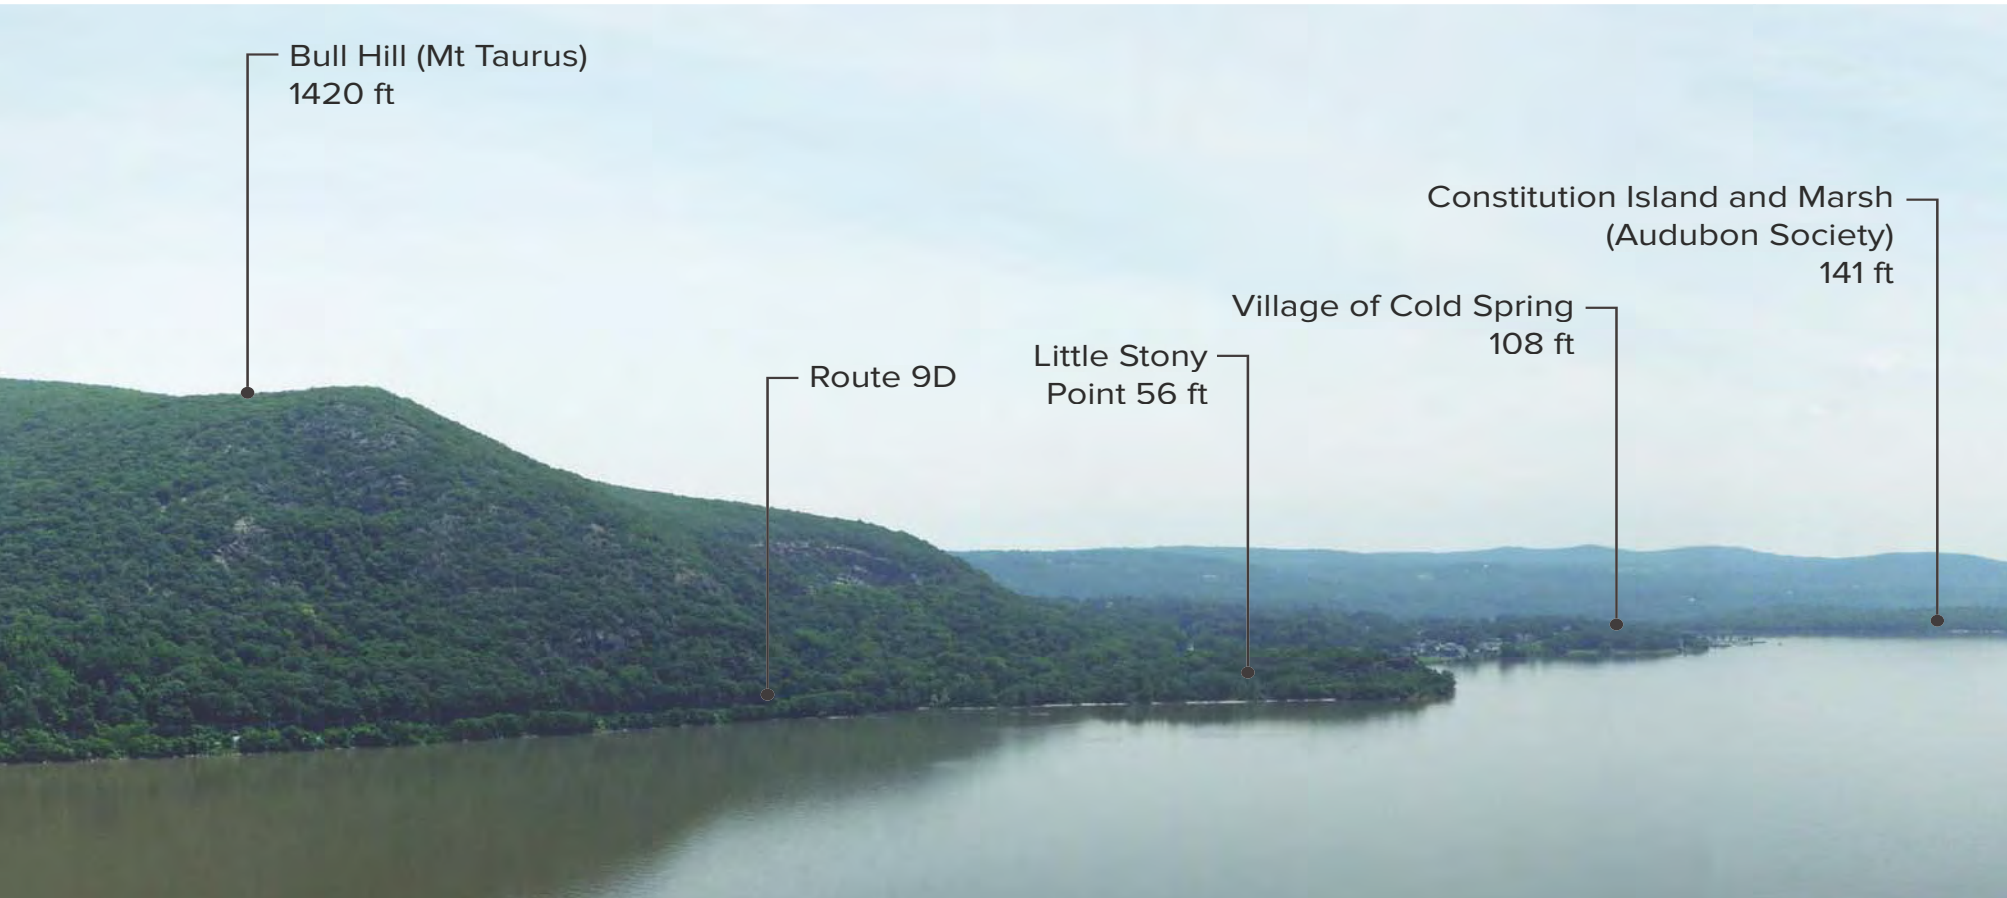 Bull Hill (Mt Taurus)
1420 ft
Route 9D
Little Stony
Point 56 ft
Village of Cold Spring
108 ft
Constitution Island and Marsh
(Audubon Society)
141 ft